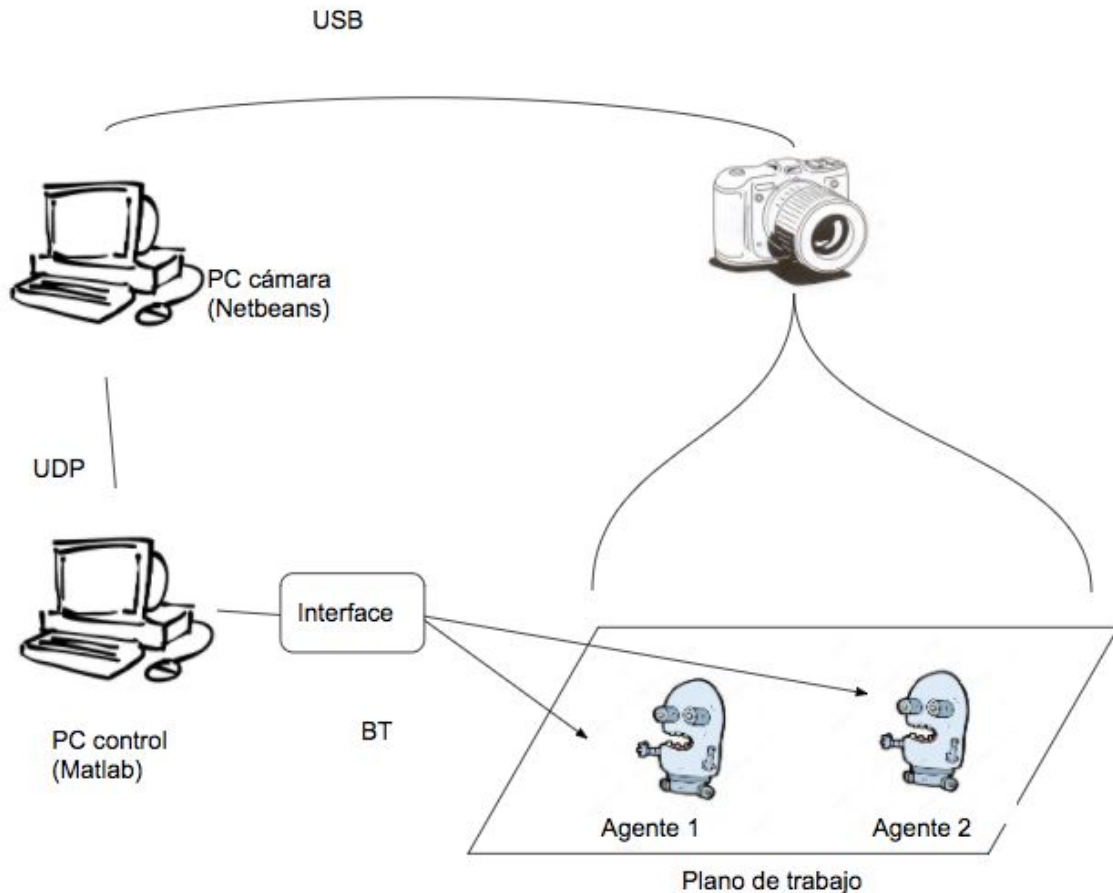 USB
PC cámara
(Netbeans)
UDP
Interface
PC control
(Matlab)
BT
Agente 1
Agente 2
Plano de trabajo